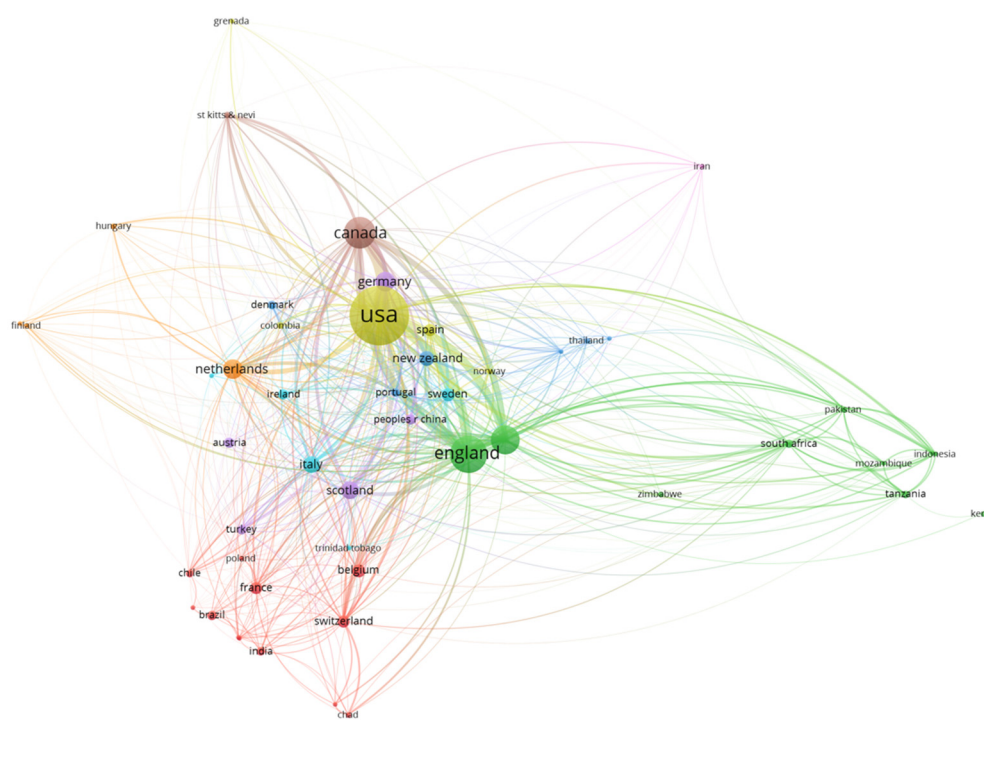 grenada
st kitts & nevi
iran
hungary
canada
germany
denmark
usa
colombia
finland
spain
thailand
new zealand
netherlands
norway
ireland
portugal
sweden
pakistan
peoples r china
austria
south africa
england
indonesia
italy
mozambique
scotland
zimbabwe
tanzania
turkey
trinidad tobago
poland
belgium
chile
france
brazil
switzerland
india
chad